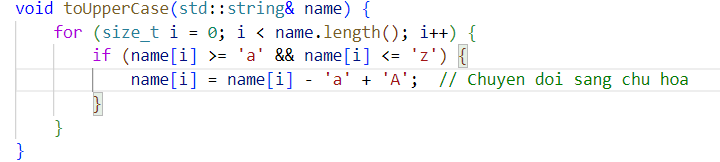 void toUpperCase(std::string& name) {
    for (size_t i = 0; i < name.length(); i++) {
        if (name[i] >= 'a' && name[i] <= 'z') {
            name[i] = name[i] - 'a' + 'A';  // Chuyen doi sang chu hoa
        }
    }
}